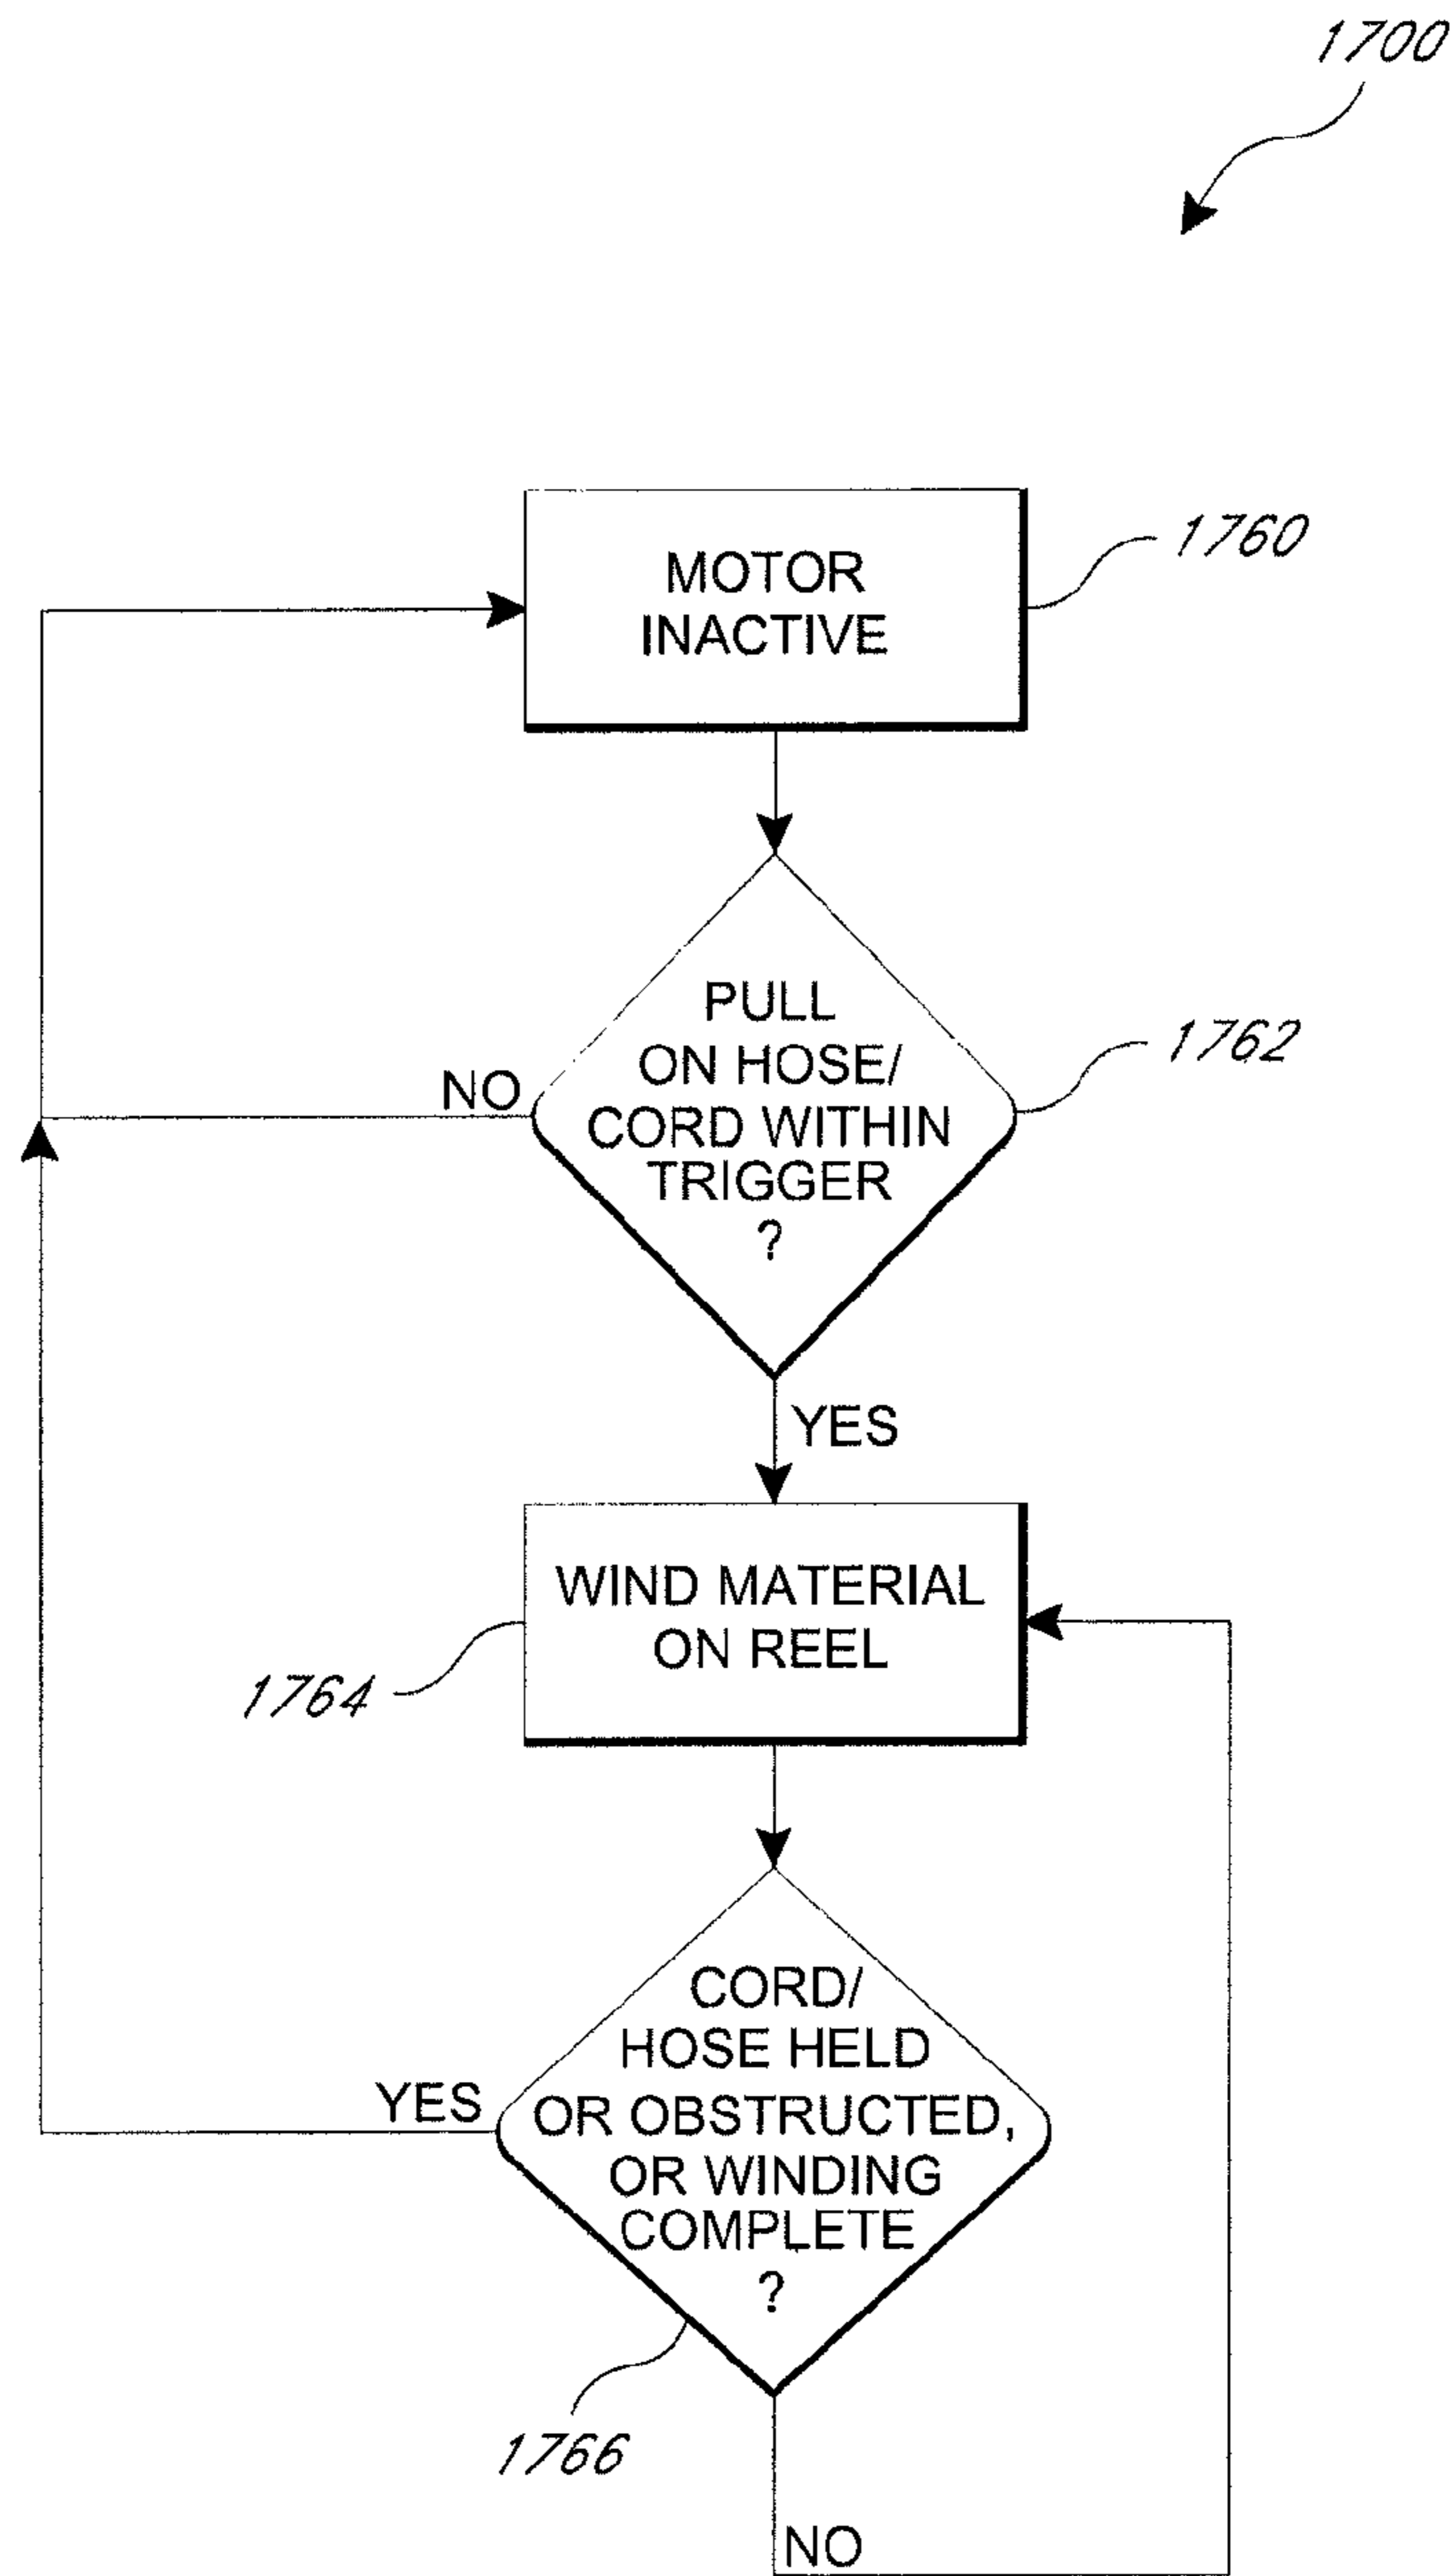 1700
MOTOR
INACTIVE
1760
PULL
ON HOSE/
CORD WITHIN
TRIGGER
?
1762
NO
YES
WIND MATERIAL
ON REEL
1764
CORD/
HOSE HELD
OR OBSTRUCTED,
OR WINDING
COMPLETE
?
YES
1766
NO